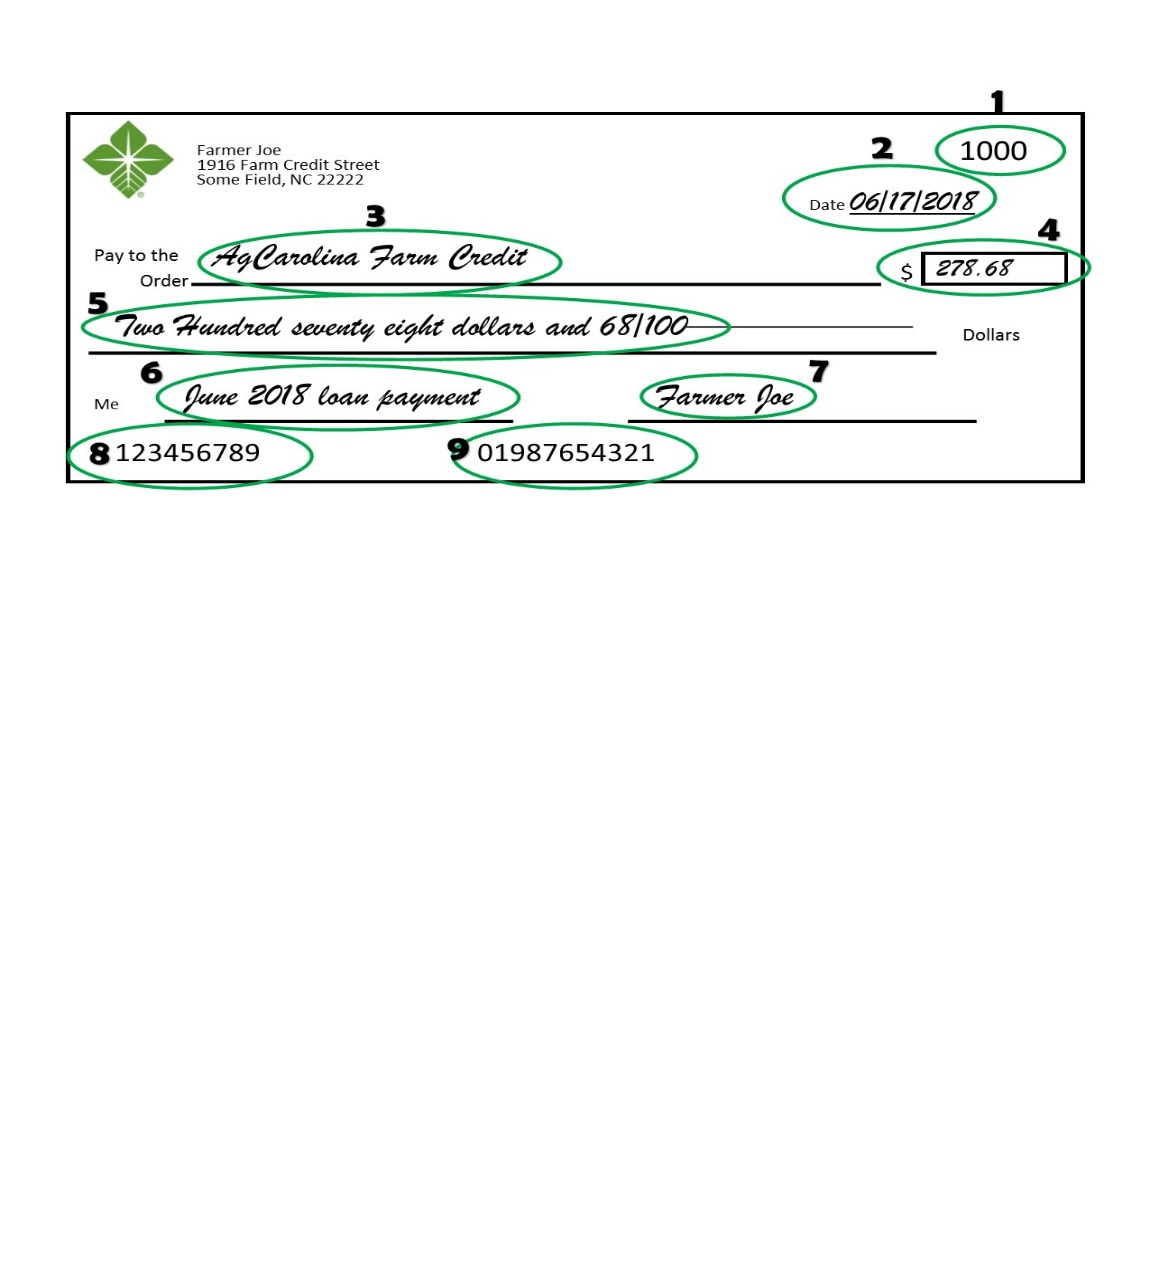 1
1000
Farmer Joe
1916 Farm Credit Street
Some Field, NC 22222
2
Date 06/17/2018
3
Pay to the
Order
AgCarolina Farm Credit
4
$ 278.68
5
Two Hundred seventy eight dollars and 68/100
Dollars
6
Me
June 2018 loan payment
7
Farmer Joe
8 123456789
9 01987654321
®